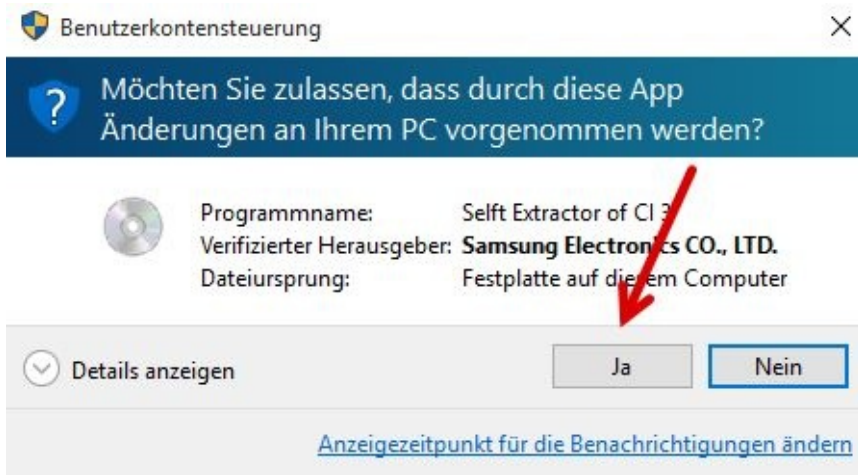 Benutzerkontensteuerung
Möchten Sie zulassen, dass durch diese App
Änderungen an Ihrem PC vorgenommen werden?
Programmname: Selft Extractor of CI 3
Verifizierter Herausgeber: Samsung Electronics CO., LTD.
Dateiursprung: Festplatte auf diesem Computer
Details anzeigen
Ja Nein
Anzeigezeitpunkt für die Benachrichtigungen ändern